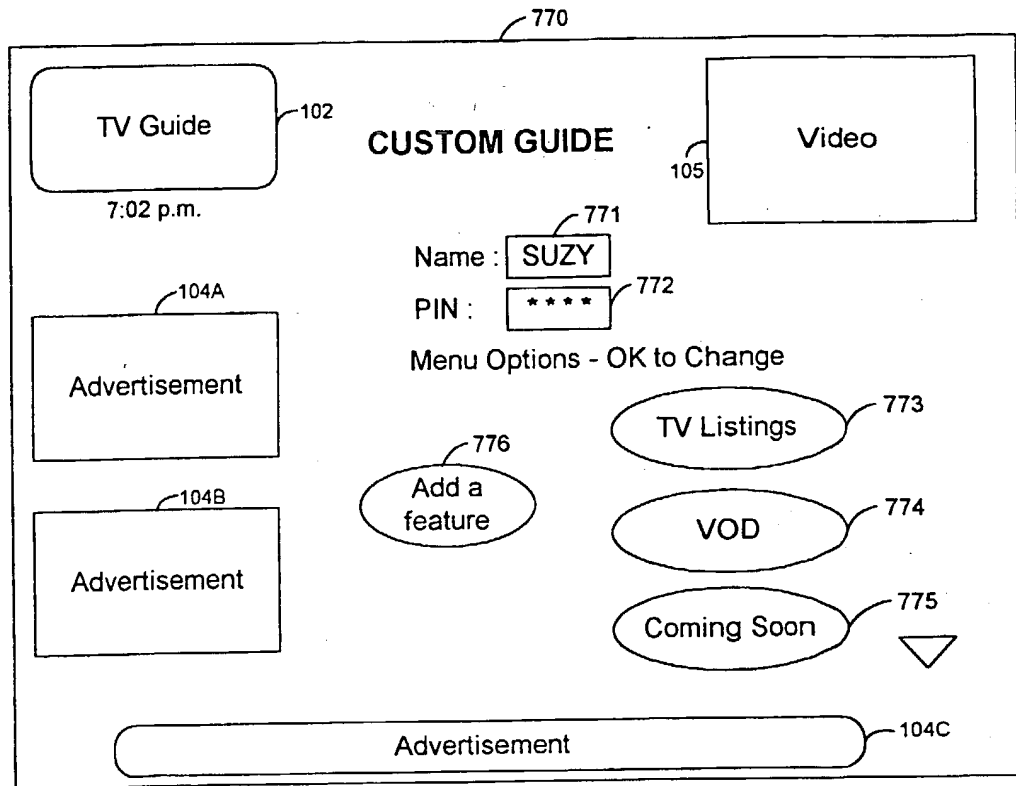 770
TV Guide
102
CUSTOM GUIDE
Video
105
7:02 p.m.
771
Name : SUZY
PIN : * * * *
772
104A
Advertisement
Menu Options - OK to Change
TV Listings
773
776
Add a
feature
104B
Advertisement
VOD
774
Coming Soon
775
Advertisement
104C